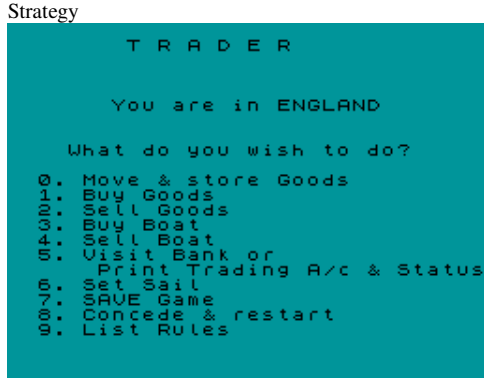 Strategy
T R A D E R
You are in ENGLAND
What do you wish to do?
0. Move & store Goods
1. Buy Goods
2. Sell Goods
3. Buy Boat
4. Sell Boat
5. Visit Bank or
Print Trading A/c & Status
6. Set Sail
7. SAVE Game
8. Concede & restart
9. List Rules